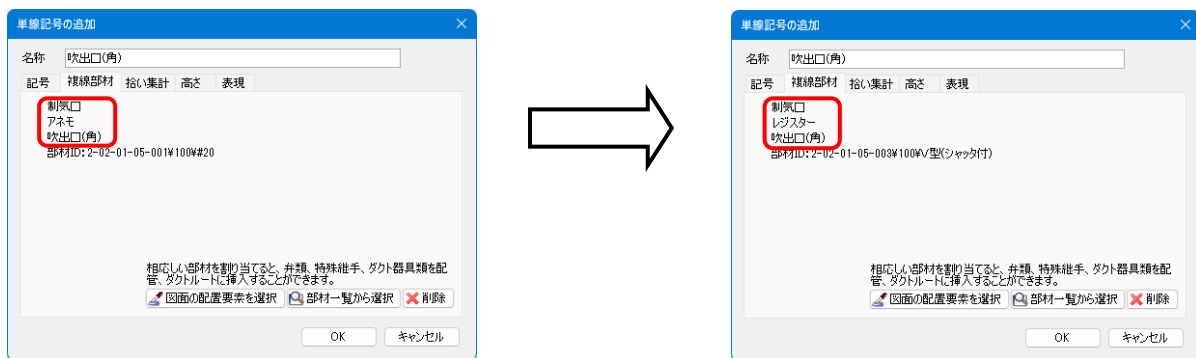 単線記号の追加
名称 吹出口(角)
記号 複線部材 拾い集計 高さ 表現
制気口
アネモ
吹出口(角)
部材ID:2-02-01-05-001¥100¥#20
相応しい部材を割り当てると、弁類、特殊継手、ダクト器具類を配
管、ダクトルートに挿入することができます。
図面の配置要素を選択 部材一覧から選択 削除
OK キャンセル
単線記号の追加
名称 吹出口(角)
記号 複線部材 拾い集計 高さ 表現
制気口
レジスター
吹出口(角)
部材ID:2-02-01-05-003¥100¥V型(シャッタ付)
相応しい部材を割り当てると、弁類、特殊継手、ダクト器具類を配
管、ダクトルートに挿入することができます。
図面の配置要素を選択 部材一覧から選択 削除
OK キャンセル